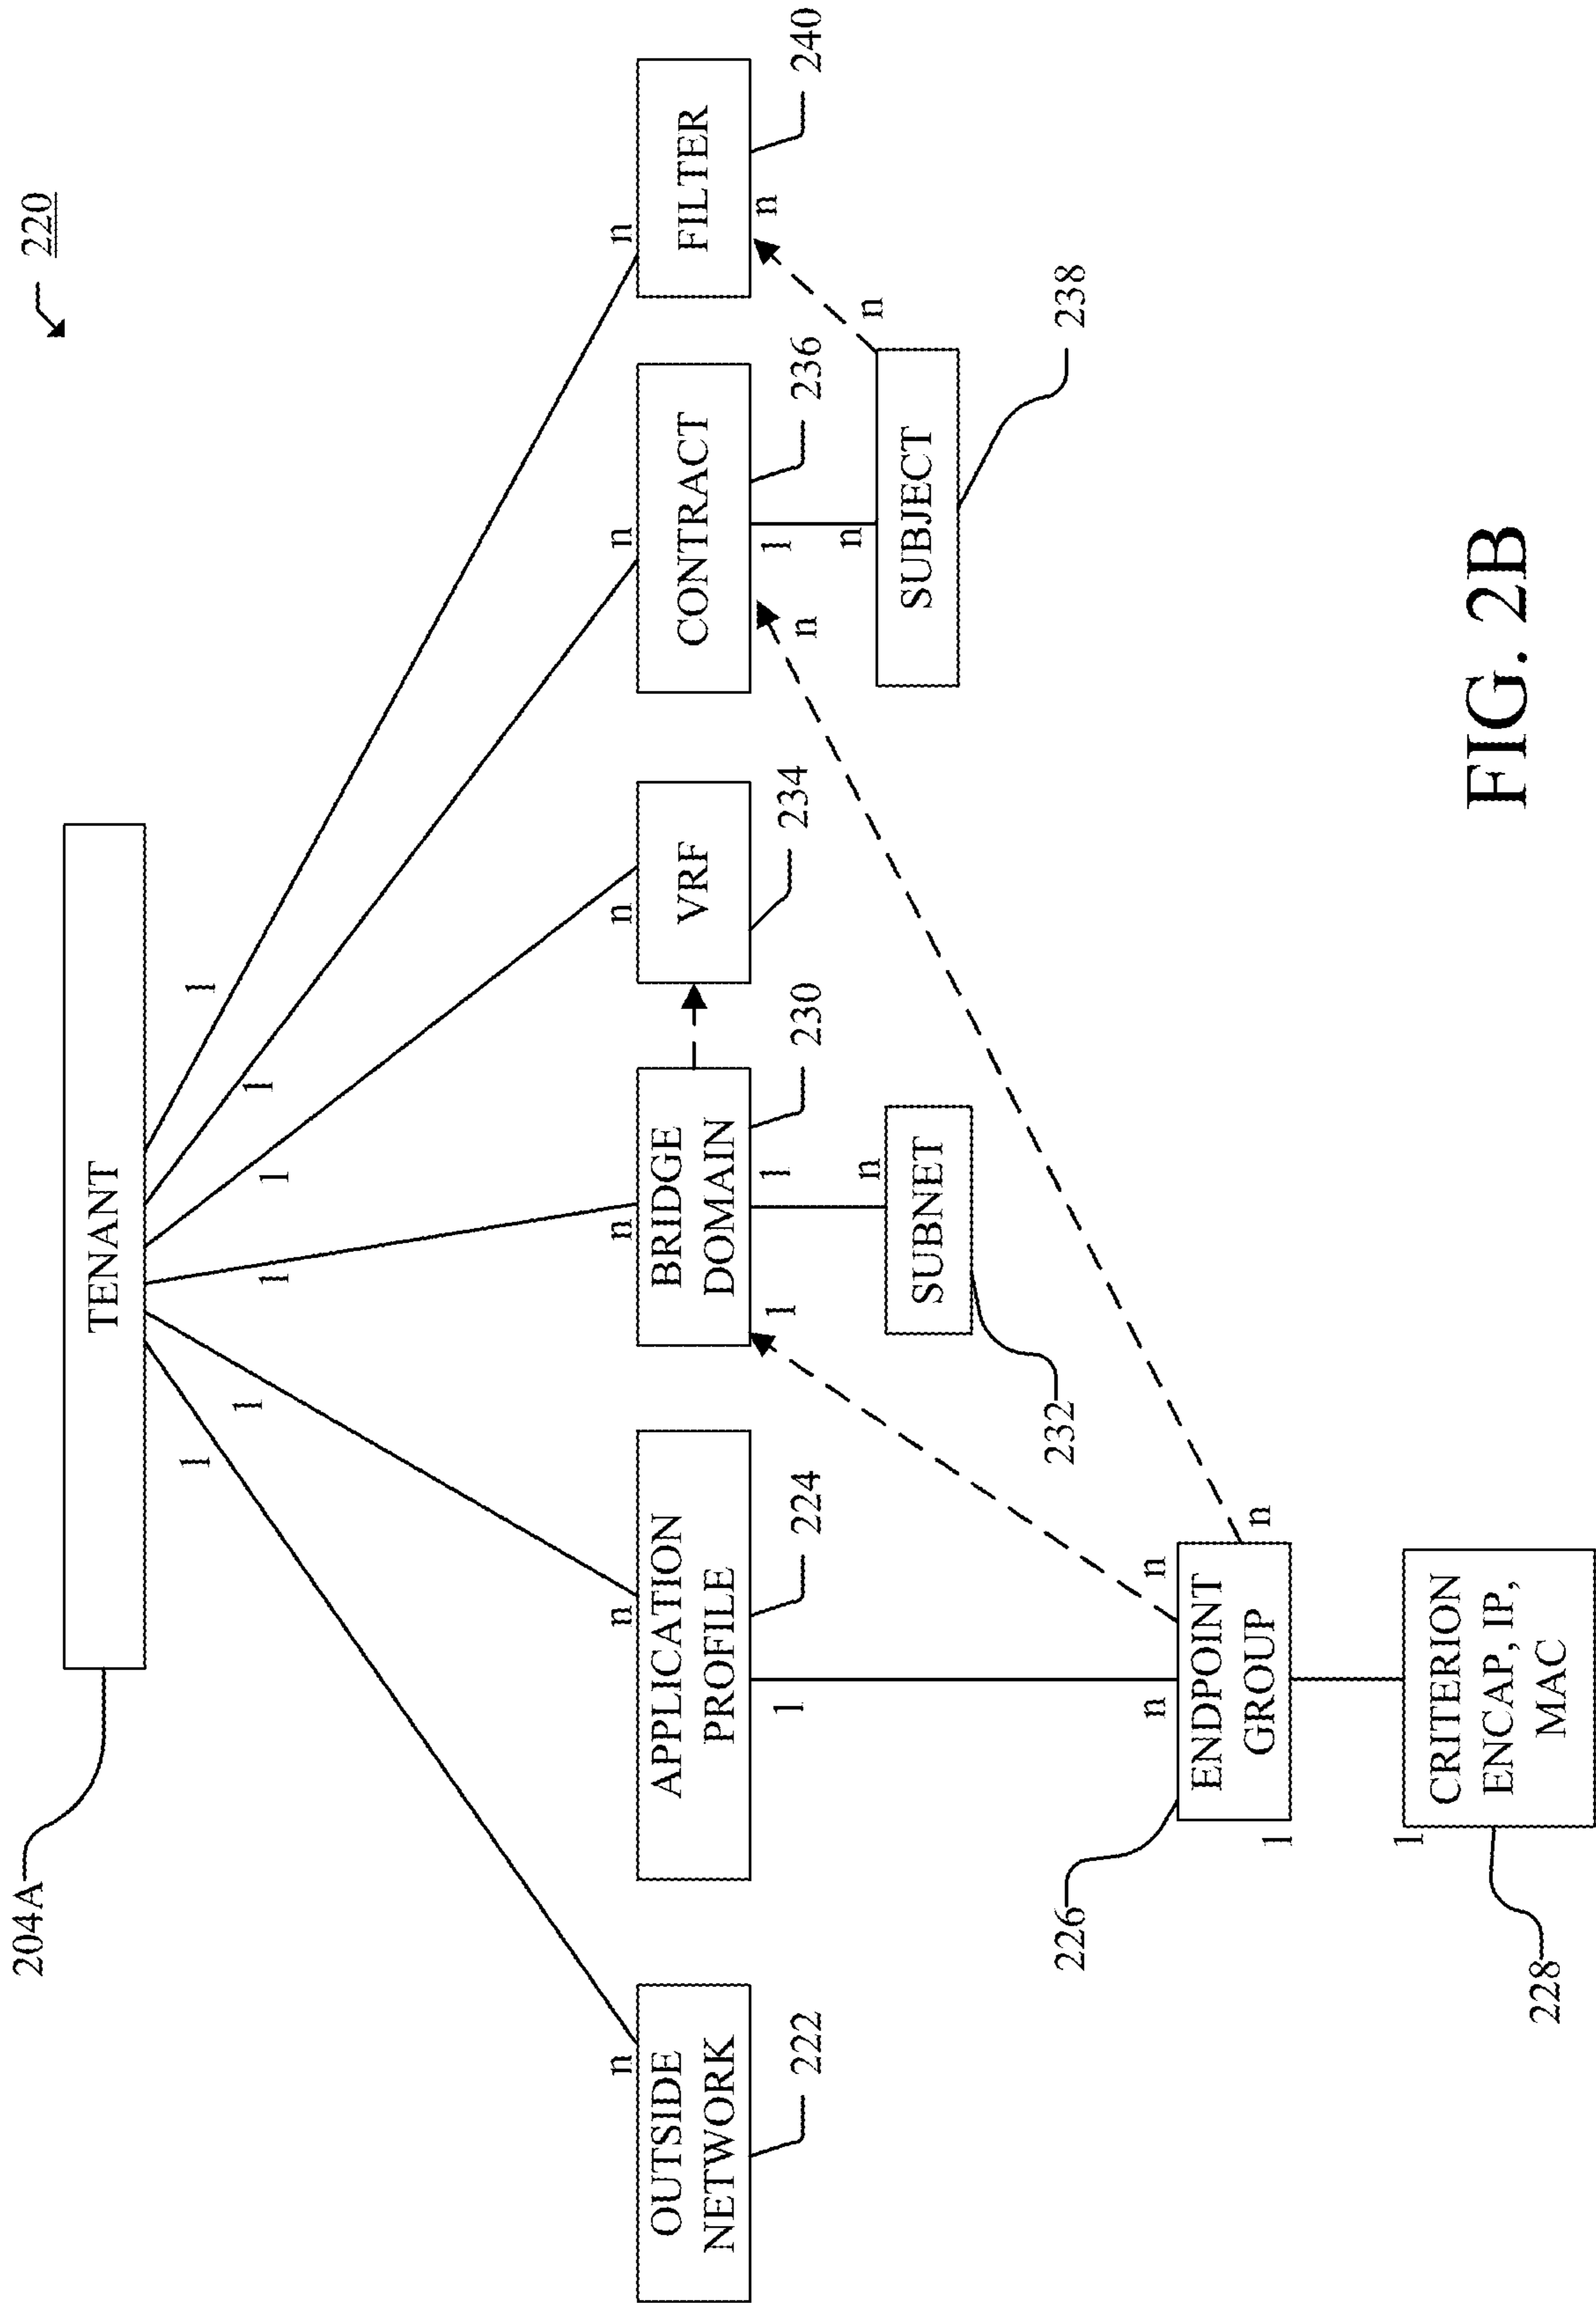 220
204A
TENANT
1
1
1
1
1
1
n
n
n
n
n
n
OUTSIDE
NETWORK
222
APPLICATION
PROFILE
224
BRIDGE
DOMAIN
230
VRF
234
CONTRACT
236
FILTER
240
1
1
1
n
1
n
n
n
n
SUBNET
232
SUBJECT
238
n
n
n
226
ENDPOINT
GROUP
1
1
CRITERION
ENCAP, IP,
MAC
228
FIG. 2B